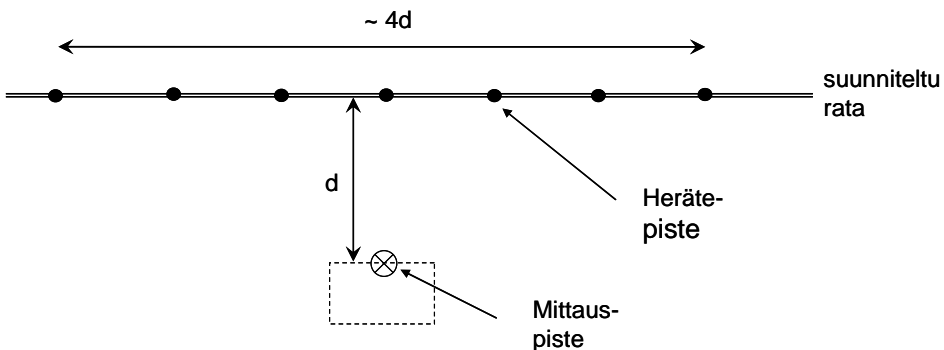 ~ 4d
suunniteltu
rata
d
Heräte-
piste
Mittaus-
piste